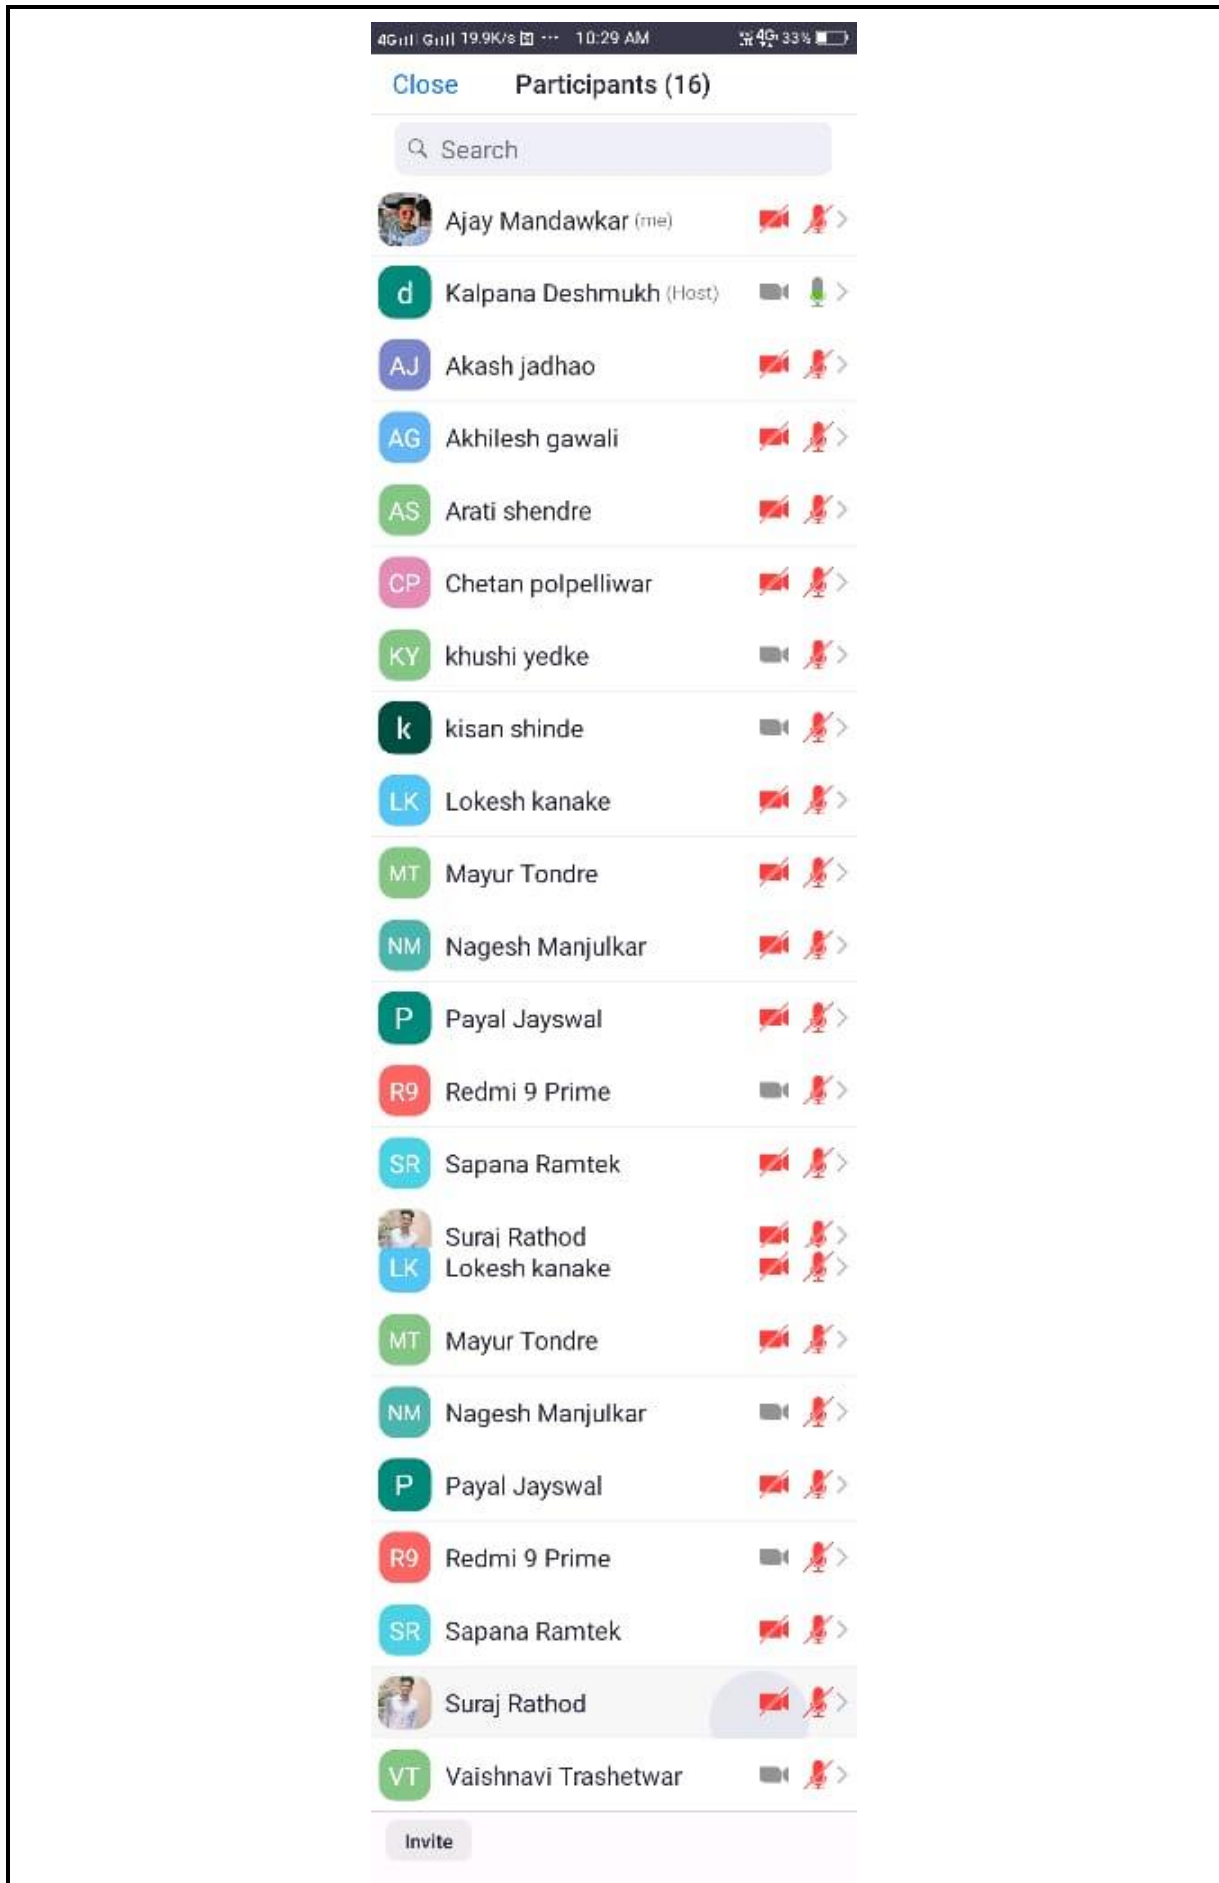 4G G 19.9K/s ... 10:29 AM 4G 33%
Close Participants (16)
Search
Ajay Mandawkar (me)
d Kalpana Deshmukh (Host)
AJ Akash jadhao
AG Akhilesh gawali
AS Arati shendre
CP Chetan polpelliwar
KY khushi yedke
k kisan shinde
LK Lokesh kanake
MT Mayur Tondre
NM Nagesh Manjulkar
P Payal Jayswal
R9 Redmi 9 Prime
SR Sapana Ramtek
Suraj Rathod
LK Lokesh kanake
MT Mayur Tondre
NM Nagesh Manjulkar
P Payal Jayswal
R9 Redmi 9 Prime
SR Sapana Ramtek
Suraj Rathod
VT Vaishnavi Trashetwar
Invite